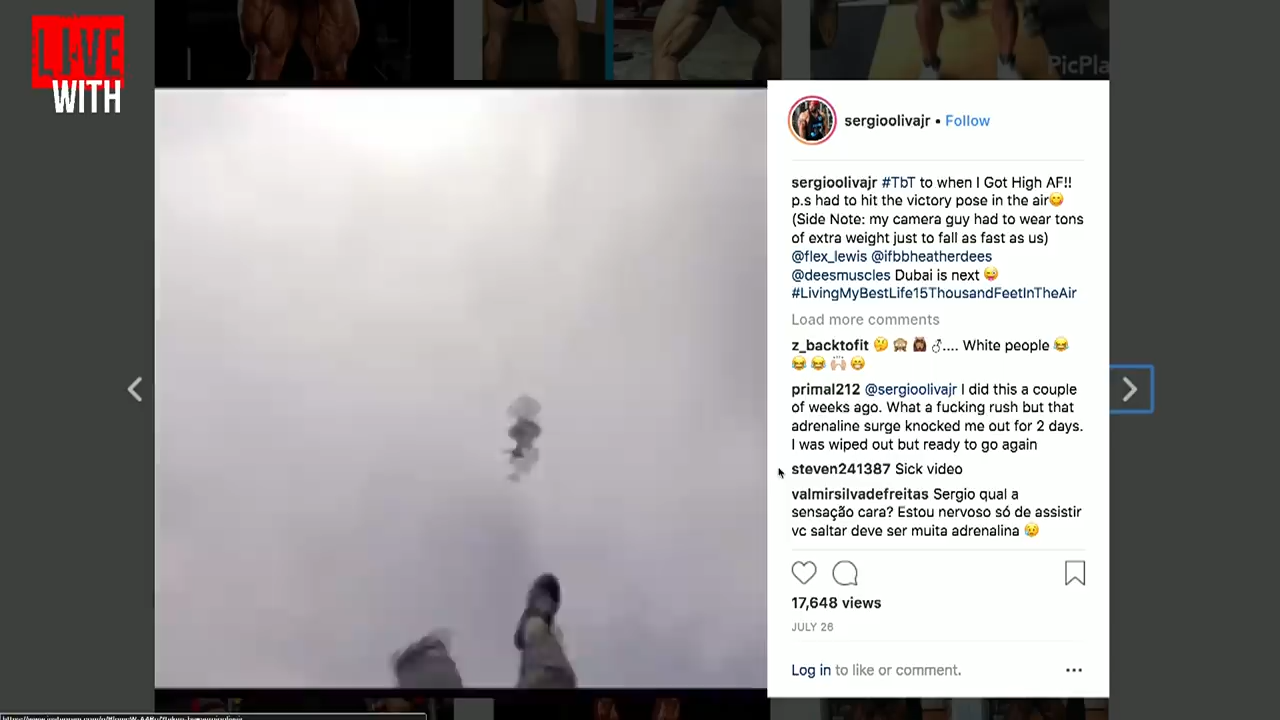 LIVE
WITH
PicPla
sergioolivajr • Follow
sergioolivajr #TbT to when I Got High AF!!
p.s had to hit the victory pose in the air😋
(Side Note: my camera guy had to wear tons
of extra weight just to fall as fast as us)
@flex_lewis @ifbbheatherdees
@deesmuscles Dubai is next 😜
#LivingMyBestLife15ThousandFeetInTheAir
Load more comments
z_backtofit 🤔 🙈 💆🏿 ♂.... White people 😂
😂 😂 🙌🏻 😁
primal212 @sergioolivajr I did this a couple
of weeks ago. What a fucking rush but that
adrenaline surge knocked me out for 2 days.
I was wiped out but ready to go again
steven241387 Sick video
valmirsilvadefreitas Sergio qual a
sensação cara? Estou nervoso só de assistir
vc saltar deve ser muita adrenalina 😥
17,648 views
JULY 26
Log in to like or comment.